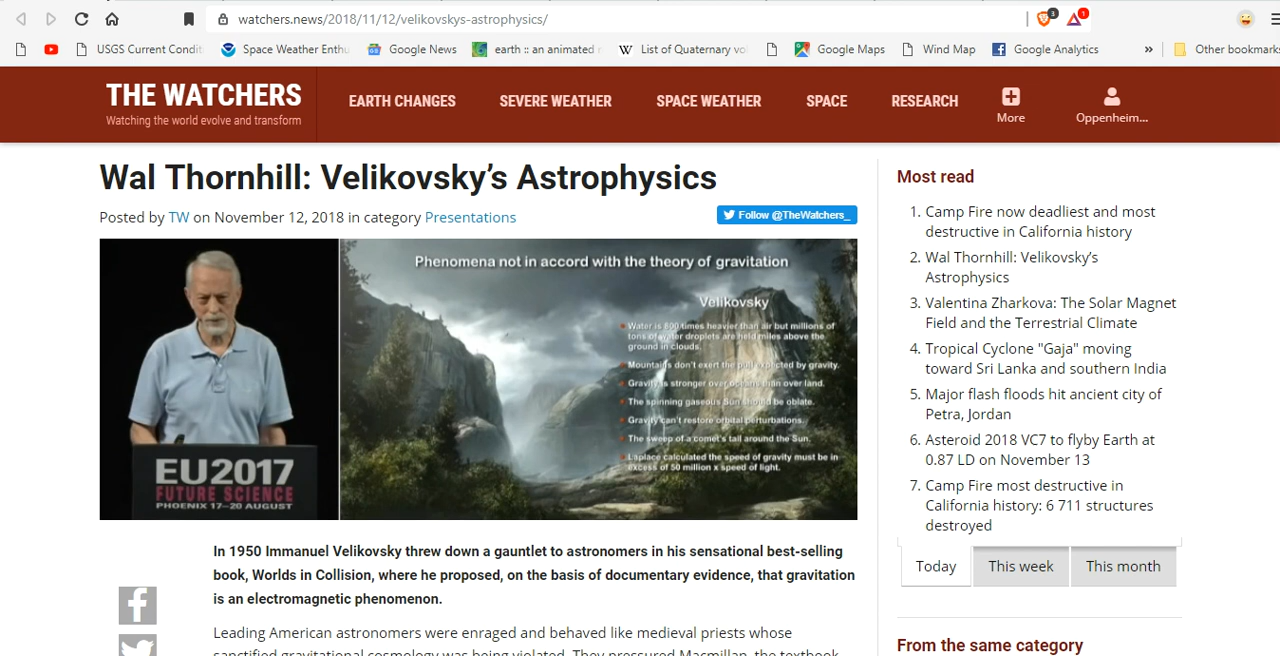 watchers.news/2018/11/12/velikovskys-astrophysics/
3
1
USGS Current Condit
Space Weather Enthu
Google News
earth :: an animated
List of Quaternary vo
Google Maps
Wind Map
Google Analytics
»
Other bookmarks
THE WATCHERS
Watching the world evolve and transform
EARTH CHANGES
SEVERE WEATHER
SPACE WEATHER
SPACE
RESEARCH
More
Oppenheim...
Wal Thornhill: Velikovsky’s Astrophysics
Posted by TW on November 12, 2018 in category Presentations
Follow @TheWatchers_
Phenomena not in accord with the theory of gravitation
Velikovsky
Water is 800 times heavier than air but millions of
tons of water droplets are held miles above the
ground in clouds.
Mountains don't exert the pull expected by gravity.
Gravity is stronger over oceans than over land.
The spinning gaseous Sun should be oblate.
Gravity can't restore orbital perturbations.
The sweep of a comet's tail around the Sun.
Laplace calculated the speed of gravity must be in
excess of 50 million x speed of light.
EU2017
FUTURE SCIENCE
PHOENIX 17–20 AUGUST
In 1950 Immanuel Velikovsky threw down a gauntlet to astronomers in his sensational best-selling
book, Worlds in Collision, where he proposed, on the basis of documentary evidence, that gravitation
is an electromagnetic phenomenon.
Leading American astronomers were enraged and behaved like medieval priests whose
sanctified gravitational cosmology was being violated. They pressured Macmillan, the textbook
Most read
1. Camp Fire now deadliest and most
destructive in California history
2. Wal Thornhill: Velikovsky’s
Astrophysics
3. Valentina Zharkova: The Solar Magnet
Field and the Terrestrial Climate
4. Tropical Cyclone "Gaja" moving
toward Sri Lanka and southern India
5. Major flash floods hit ancient city of
Petra, Jordan
6. Asteroid 2018 VC7 to flyby Earth at
0.87 LD on November 13
7. Camp Fire most destructive in
California history: 6 711 structures
destroyed
Today
This week
This month
From the same category